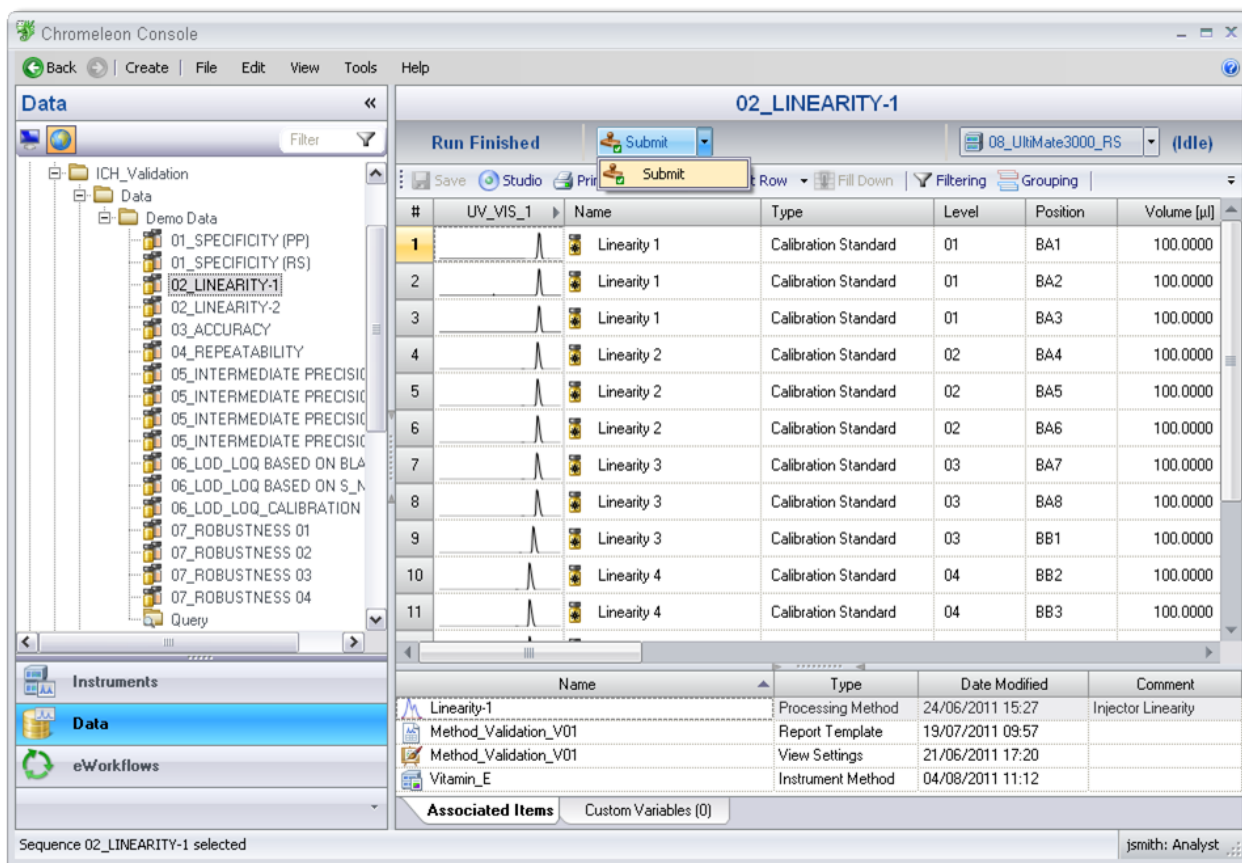 Chromeleon Console
Back Create File Edit View Tools Help
Data «
02_LINEARITY-1
Filter
Run Finished Submit 08_UltiMate3000_RS (Idle)
Submit
Save Studio Row Fill Down Filtering Grouping
ICH_Validation
Data
Demo Data
01_SPECIFICITY (PP)
01_SPECIFICITY (RS)
02_LINEARITY-1
02_LINEARITY-2
03_ACCURACY
04_REPEATABILITY
05_INTERMEDIATE PRECISIO
05_INTERMEDIATE PRECISIO
05_INTERMEDIATE PRECISIO
05_INTERMEDIATE PRECISIO
06_LOD_LOQ BASED ON BLA
06_LOD_LOQ BASED ON S_N
06_LOD_LOQ_CALIBRATION
07_ROBUSTNESS 01
07_ROBUSTNESS 02
07_ROBUSTNESS 03
07_ROBUSTNESS 04
Query
Instruments
Data
eWorkflows
# UV_VIS_1 Name Type Level Position Volume [µl]
1 Linearity 1 Calibration Standard 01 BA1 100.0000
2 Linearity 1 Calibration Standard 01 BA2 100.0000
3 Linearity 1 Calibration Standard 01 BA3 100.0000
4 Linearity 2 Calibration Standard 02 BA4 100.0000
5 Linearity 2 Calibration Standard 02 BA5 100.0000
6 Linearity 2 Calibration Standard 02 BA6 100.0000
7 Linearity 3 Calibration Standard 03 BA7 100.0000
8 Linearity 3 Calibration Standard 03 BA8 100.0000
9 Linearity 3 Calibration Standard 03 BB1 100.0000
10 Linearity 4 Calibration Standard 04 BB2 100.0000
11 Linearity 4 Calibration Standard 04 BB3 100.0000
Name Type Date Modified Comment
Linearity-1 Processing Method 24/06/2011 15:27 Injector Linearity
Method_Validation_V01 Report Template 19/07/2011 09:57
Method_Validation_V01 View Settings 21/06/2011 17:20
Vitamin_E Instrument Method 04/08/2011 11:12
Associated Items Custom Variables (0)
Sequence 02_LINEARITY-1 selected jsmith: Analyst